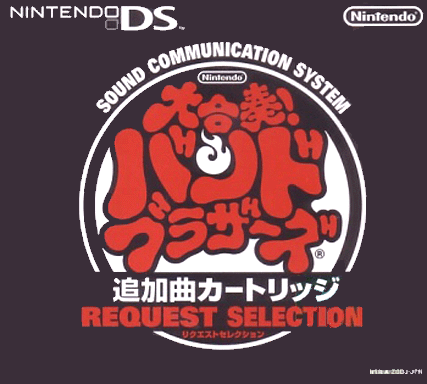 NINTENDO DS™
Nintendo®
SOUND COMMUNICATION SYSTEM
Nintendo
大合奏!
バンド
ブラザーズ®
追加曲カートリッジ
REQUEST SELECTION
リクエストセレクション